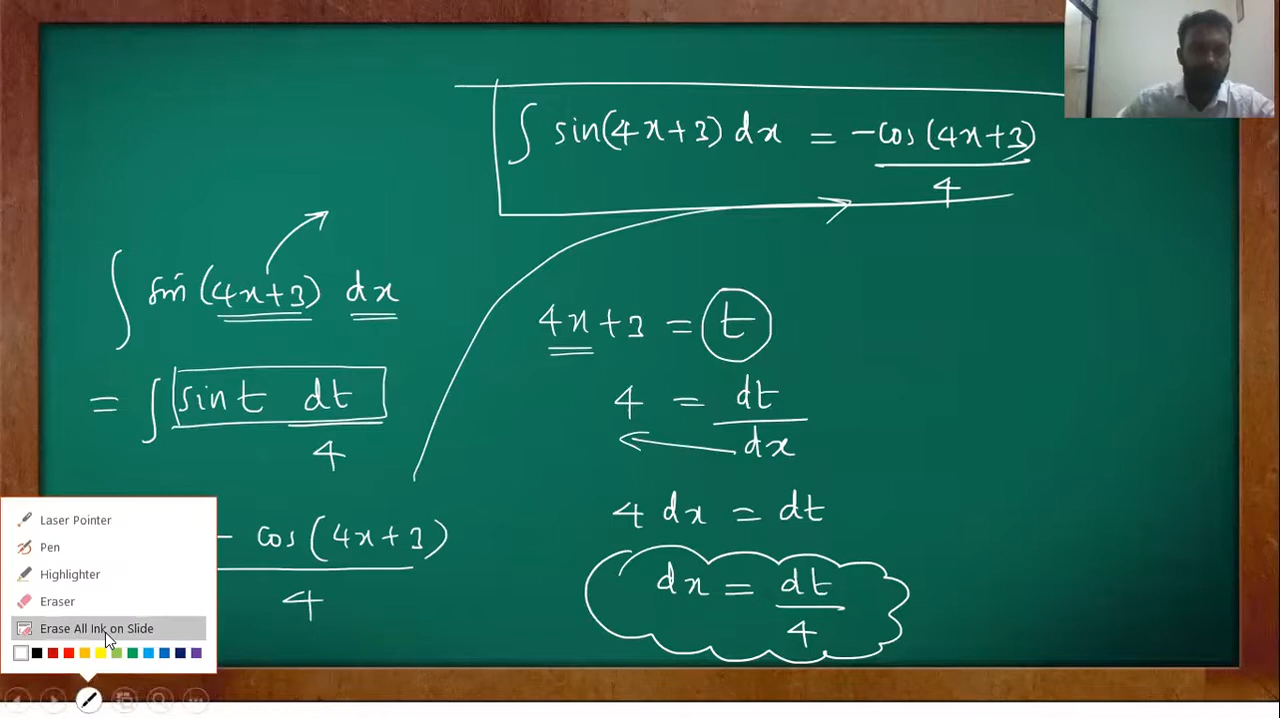 ∫ sin(4x+3) dx = -cos(4x+3)/4
∫ sin (4x+3) dx
= ∫ sin t dt/4
- cos (4x+3)/4
4x+3 = t
4 = dt/dx
4 dx = dt
dx = dt/4
Laser Pointer
Pen
Highlighter
Eraser
Erase All Ink on Slide